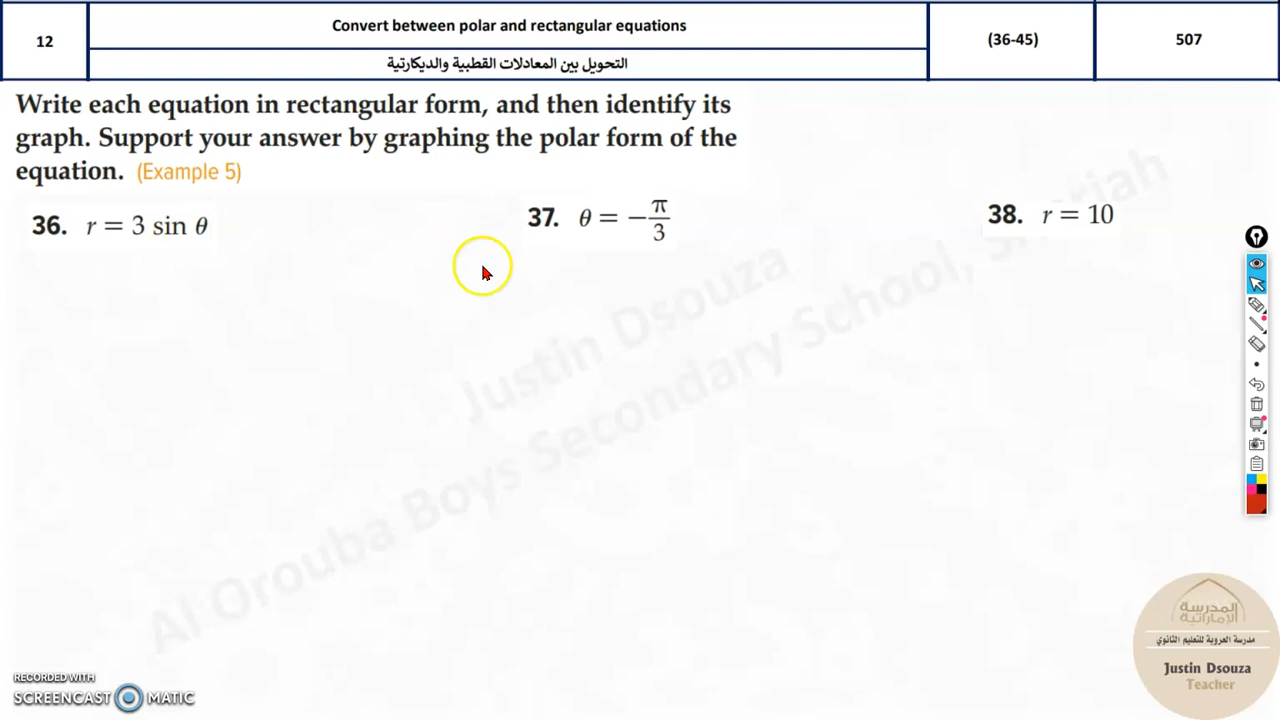 12
Convert between polar and rectangular equations
(36-45)
507
التحويل بين المعادلات القطبية والديكارتية
Write each equation in rectangular form, and then identify its
graph. Support your answer by graphing the polar form of the
equation. (Example 5)
36. r = 3 sin θ
37. θ = −π/3
38. r = 10
Justin Dsouza
Al Orouba Boys Secondary School, Sharjah
المدرسة
الإماراتية
مدرسة العروبة للتعليم الثانوي
Justin Dsouza
Teacher
RECORDED WITH
SCREENCAST MATIC